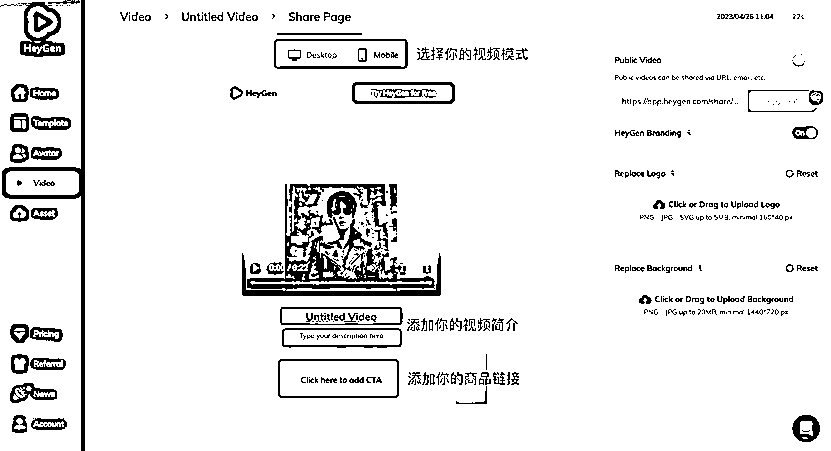 HeyGen
Home
Template
Avatar
Video
Asset
Pricing
Referral
News
Account
Video > Untitled Video > Share Page
2023/04/26 11:04
Desktop
Mobile
选择你的视频模式
HeyGen
Try HeyGen for Free
Untitled Video
添加你的视频简介
Type your description here
Click here to add CTA
添加你的商品链接
Public Video
Public videos can be shared via URL, email, etc.
https://app.heygen.com/share/...
HeyGen Branding
On
Replace Logo
Reset
Click or Drag to Upload Logo
PNG JPG SVG up to 5MB, minimal 160*40 px
Replace Background
Reset
Click or Drag to Upload Background
PNG JPG up to 20MB, minimal 1440*720 px